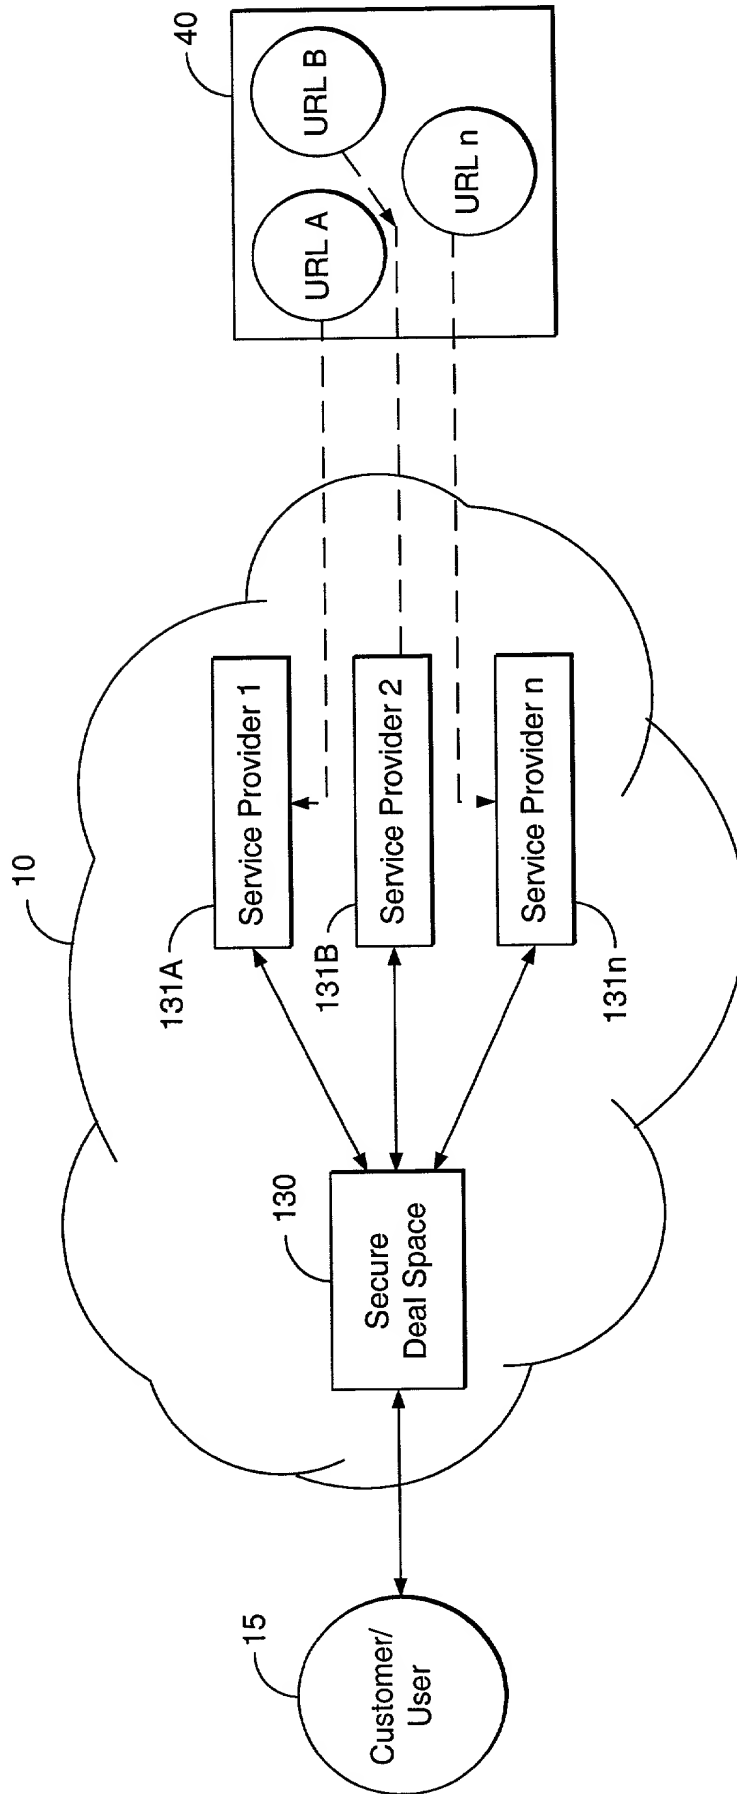 10
40
15
Customer/
User
130
Secure
Deal Space
131A
Service Provider 1
131B
Service Provider 2
131n
Service Provider n
URL A
URL B
URL n